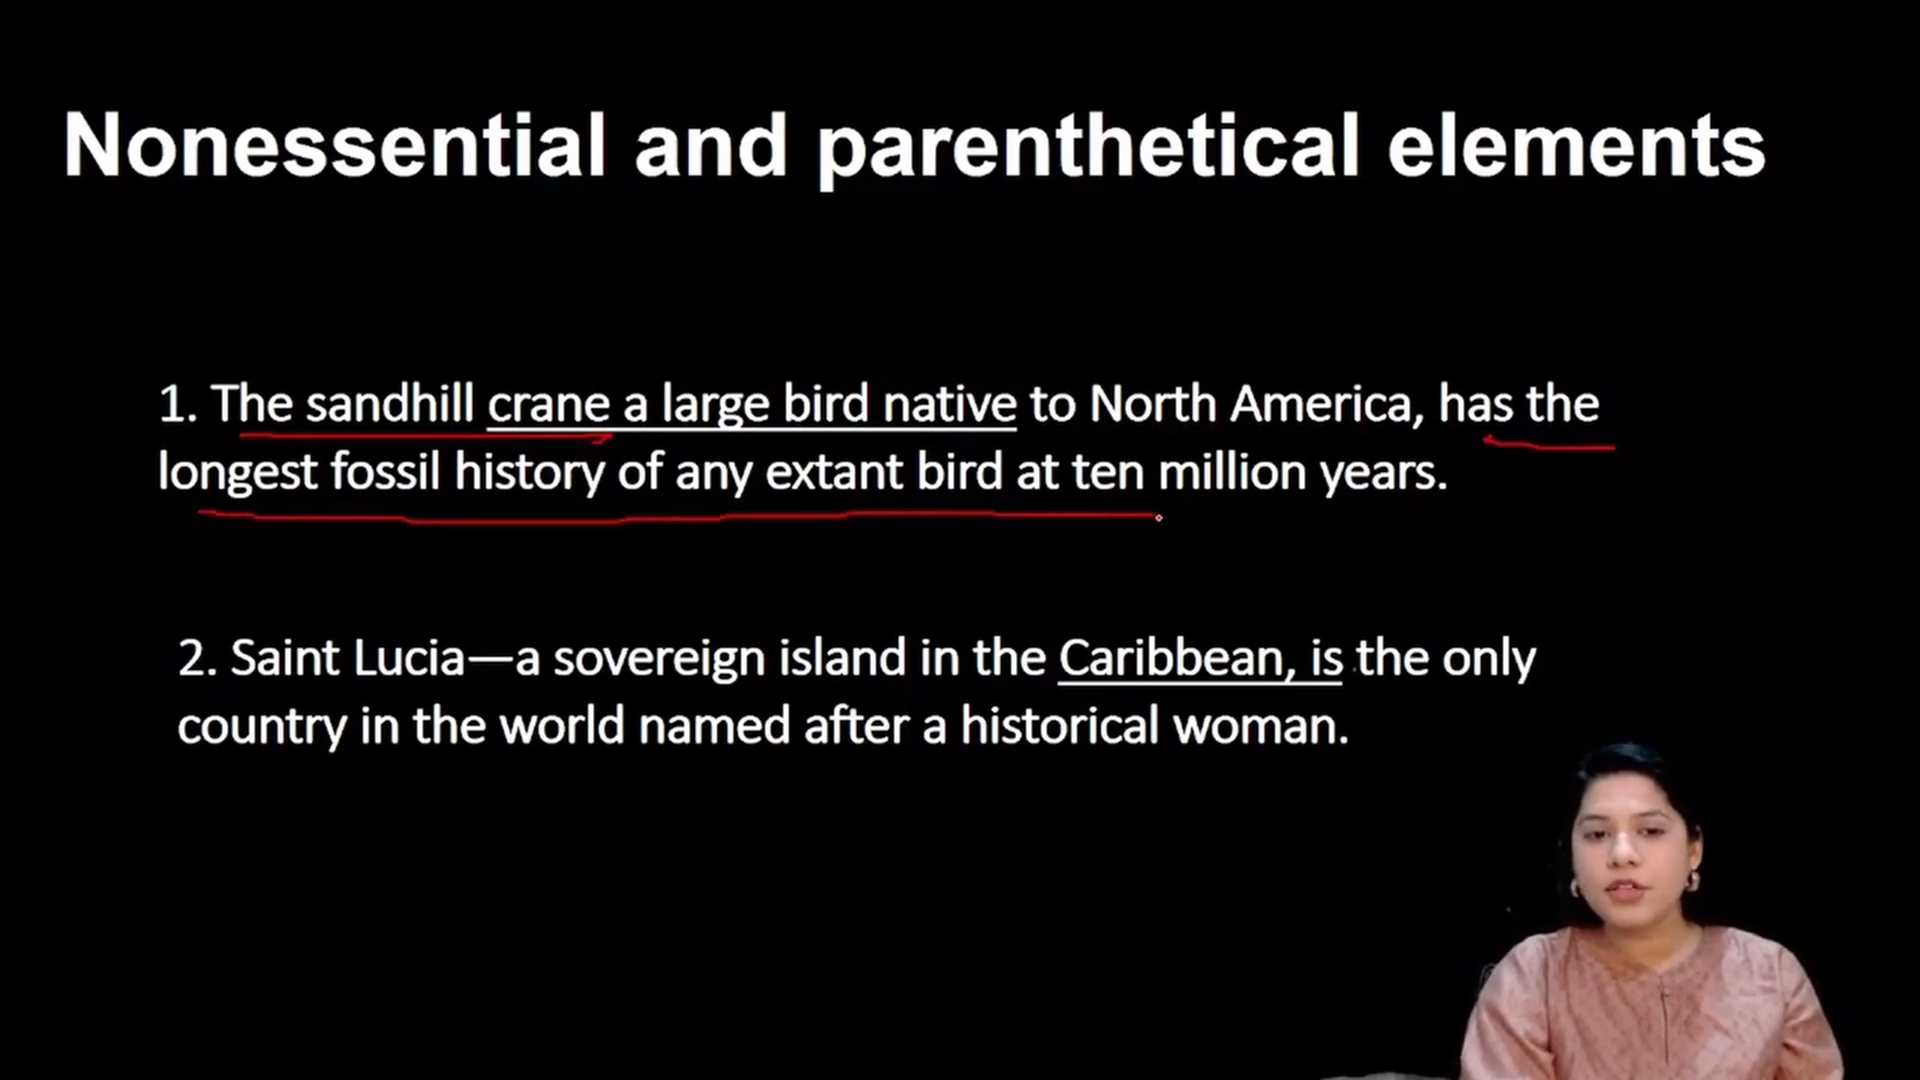 Nonessential and parenthetical elements
1. The sandhill crane a large bird native to North America, has the
longest fossil history of any extant bird at ten million years.
2. Saint Lucia—a sovereign island in the Caribbean, is the only
country in the world named after a historical woman.